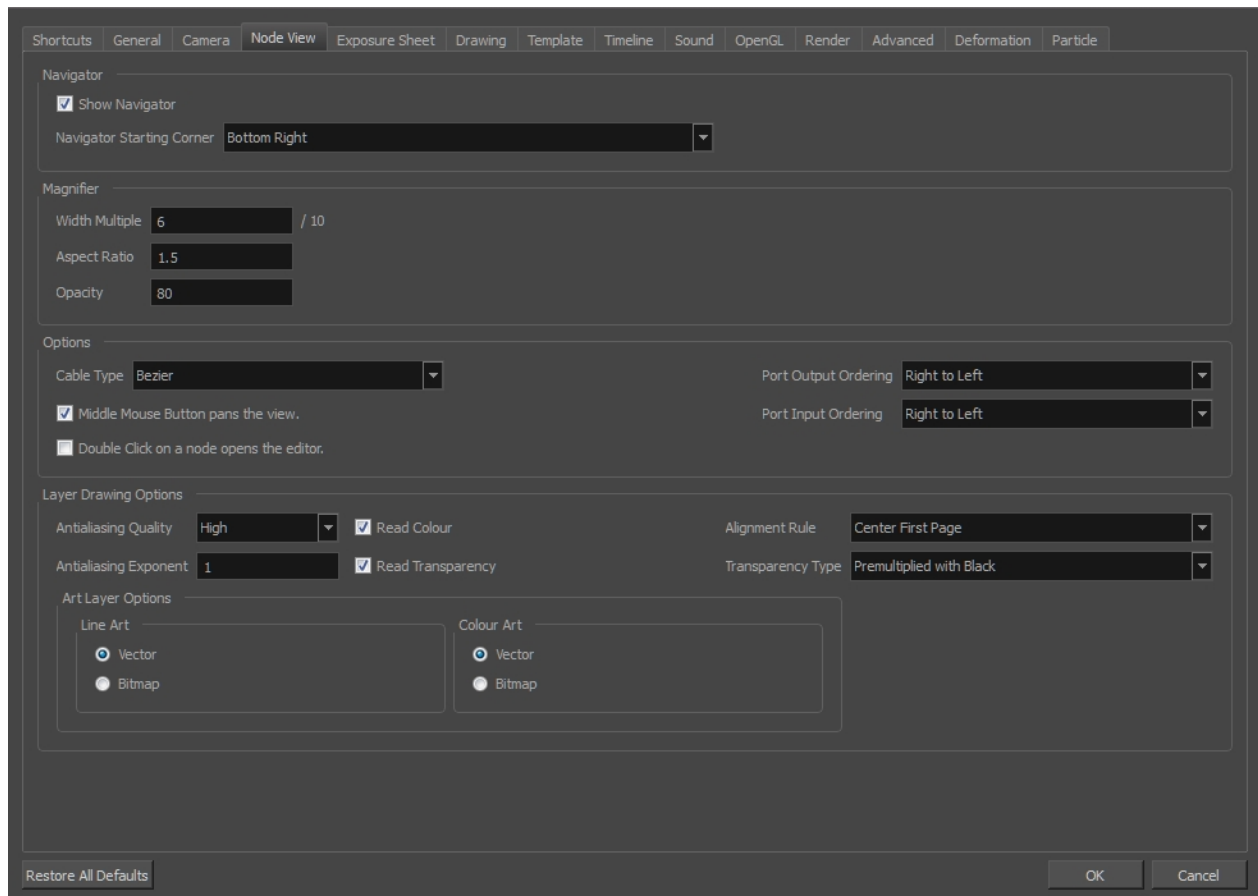 Shortcuts General Camera Node View Exposure Sheet Drawing Template Timeline Sound OpenGL Render Advanced Deformation Particle
Navigator
Show Navigator
Navigator Starting Corner Bottom Right
Magnifier
Width Multiple 6 / 10
Aspect Ratio 1.5
Opacity 80
Options
Cable Type Bezier Port Output Ordering Right to Left
Middle Mouse Button pans the view. Port Input Ordering Right to Left
Double Click on a node opens the editor.
Layer Drawing Options
Antialiasing Quality High Read Colour Alignment Rule Center First Page
Antialiasing Exponent 1 Read Transparency Transparency Type Premultiplied with Black
Art Layer Options
Line Art Colour Art
Vector Vector
Bitmap Bitmap
Restore All Defaults OK Cancel